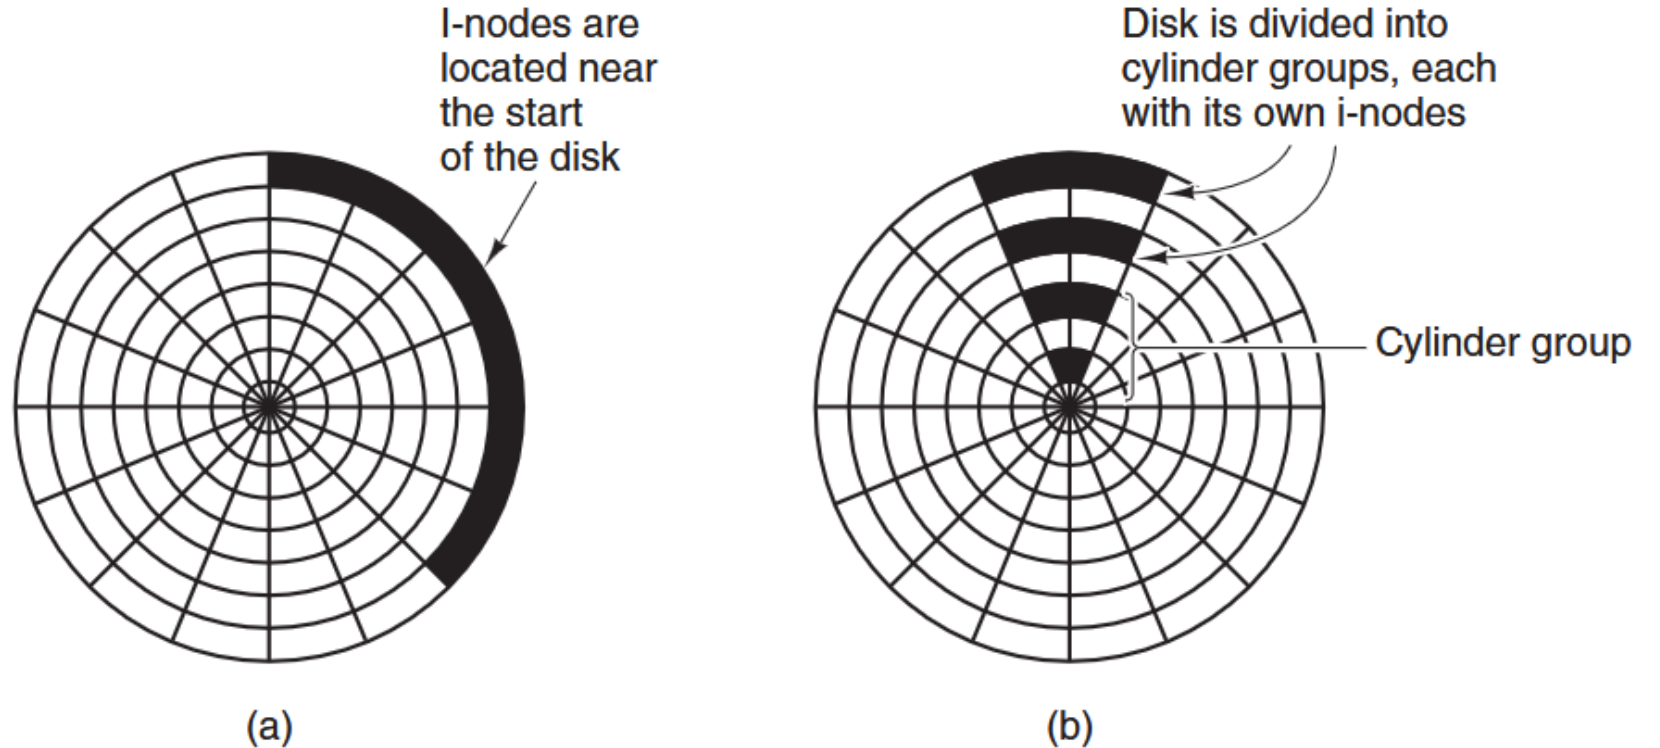 I-nodes are
located near
the start
of the disk
Disk is divided into
cylinder groups, each
with its own i-nodes
Cylinder group
(a)
(b)